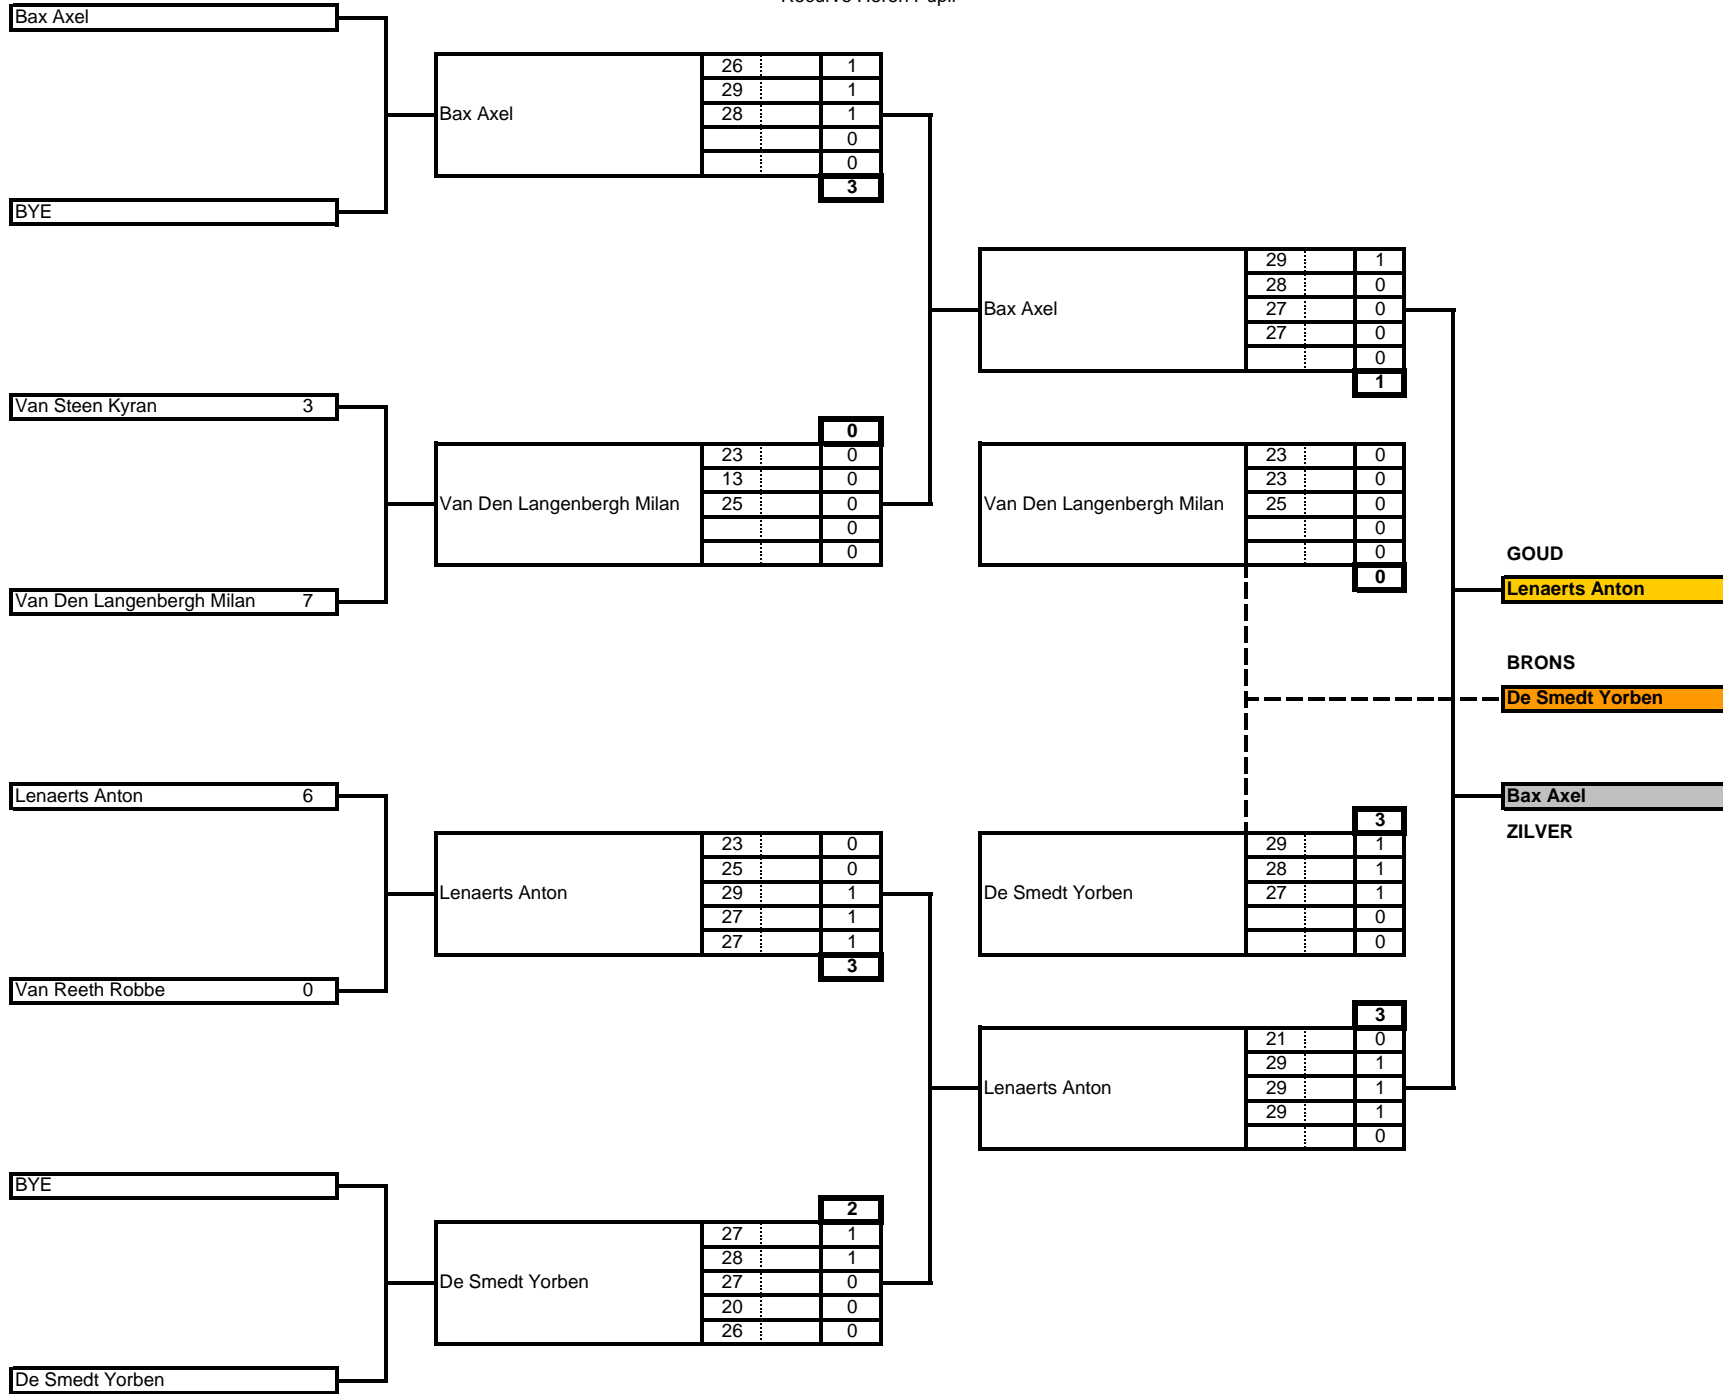 Bax Axel
BYE
Van Steen Kyran 3
Van Den Langenbergh Milan 7
Lenaerts Anton 6
Van Reeth Robbe 0
BYE
De Smedt Yorben
Bax Axel
26 1
29 1
28 1
0
0
3
0
Van Den Langenbergh Milan
23 0
13 0
25 0
0
0
Lenaerts Anton
23 0
25 0
29 1
27 1
27 1
3
2
De Smedt Yorben
27 1
28 1
27 0
20 0
26 0
Bax Axel
29 1
28 0
27 0
27 0
0
1
Van Den Langenbergh Milan
23 0
23 0
25 0
0
0
0
3
De Smedt Yorben
29 1
28 1
27 1
0
0
3
Lenaerts Anton
21 0
29 1
29 1
29 1
0
GOUD
Lenaerts Anton
BRONS
De Smedt Yorben
Bax Axel
ZILVER